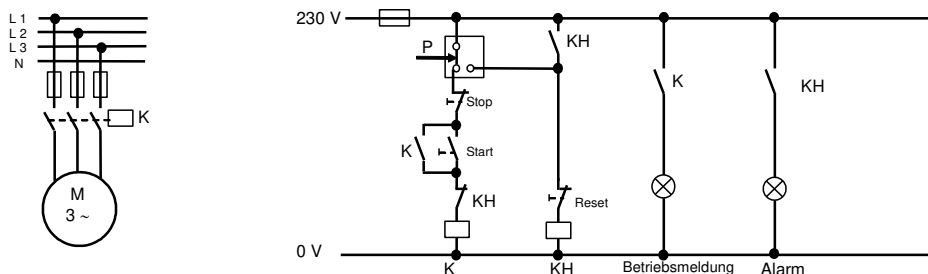 L 1
L 2
L 3
N
K
M
3 ~
230 V
P
KH
Stop
K
Start
KH
Reset
K
KH
0 V
K
KH
Betriebsmeldung
Alarm